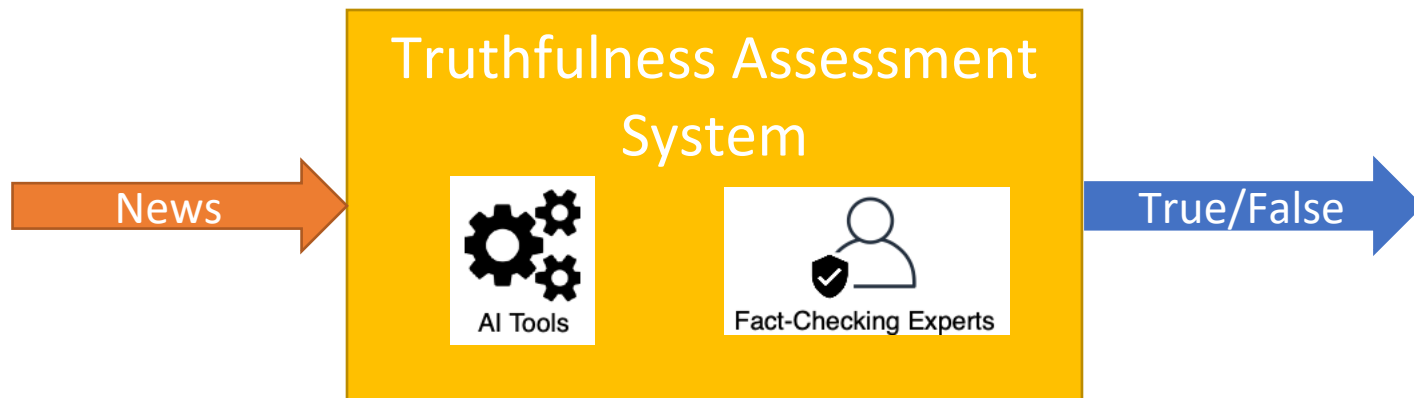 Truthfulness Assessment
System
News
True/False
AI Tools
Fact-Checking Experts